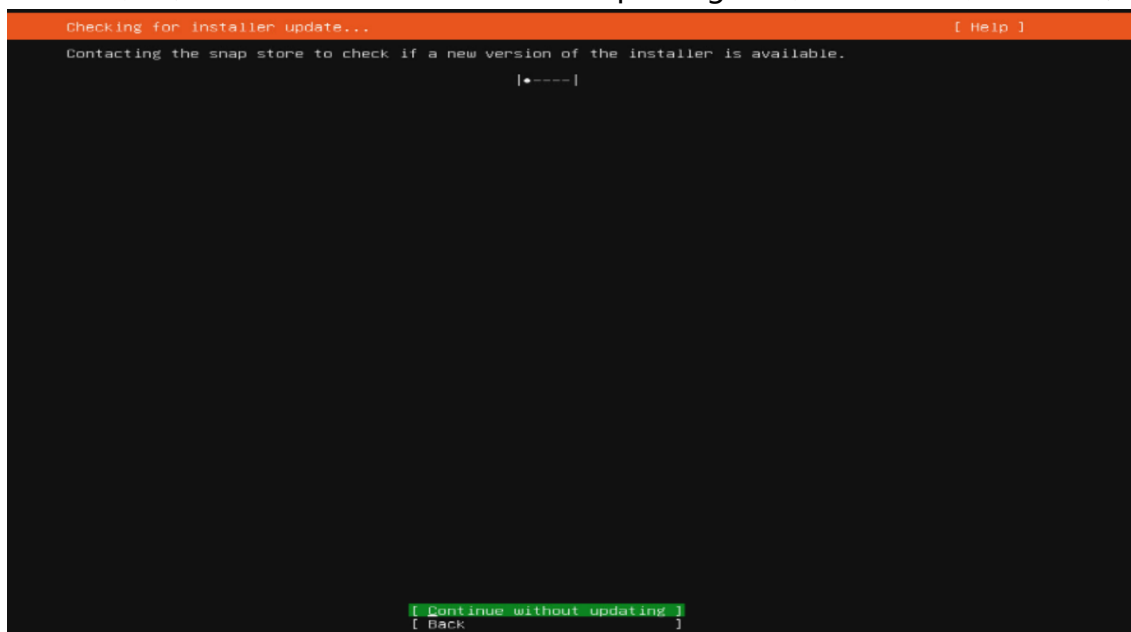 Checking for installer update... [ Help ]
Contacting the snap store to check if a new version of the installer is available.
|•----|
[ Continue without updating ]
[ Back ]